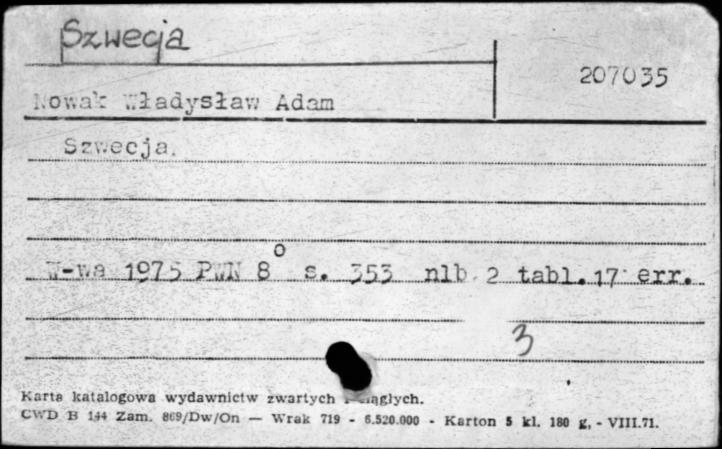 Szwecja
207035
Nowak Władysław Adam
Szwecja.
W-wa 1975 PWN 8° s. 353 nlb. 2 tabl. 17 err.
3
Karta katalogowa wydawnictw zwartych i ciągłych.
CWD B 144 Zam. 869/Dw/On — Wrak 719 - 6.520.000 - Karton 5 kl. 180 g, - VIII.71.